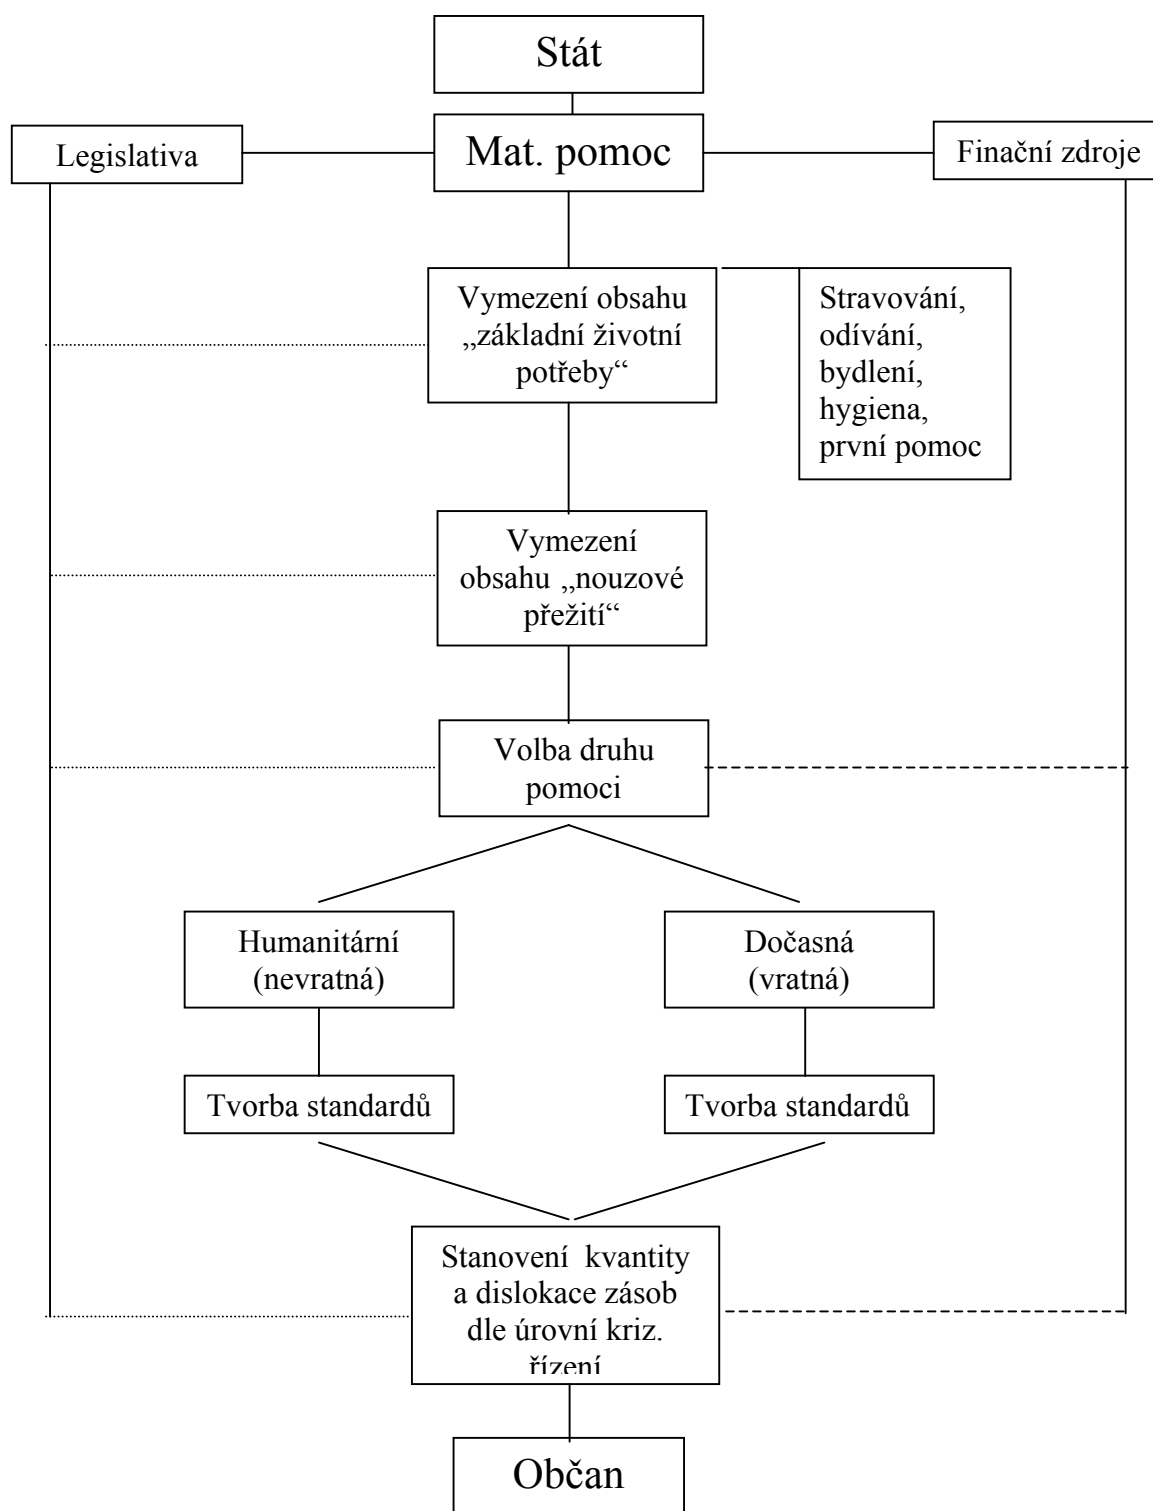 Stát
Legislativa
Mat. pomoc
Finační zdroje
Vymezení obsahu
„základní životní
potřeby“
Stravování,
odívání,
bydlení,
hygiena,
první pomoc
Vymezení
obsahu „nouzové
přežití“
Volba druhu
pomoci
Humanitární
(nevratná)
Dočasná
(vratná)
Tvorba standardů
Tvorba standardů
Stanovení kvantity
a dislokace zásob
dle úrovní kriz.
řízení
Občan